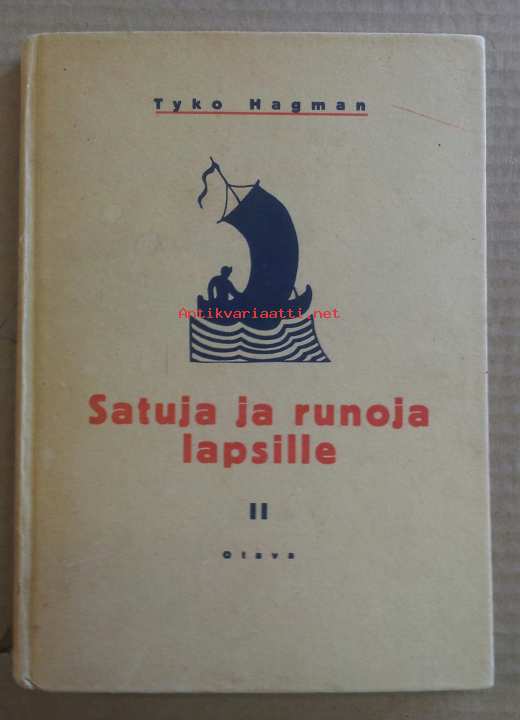 Tyko Hagman
Antikvariaatti.net
Satuja ja runoja
lapsille
II
Otava